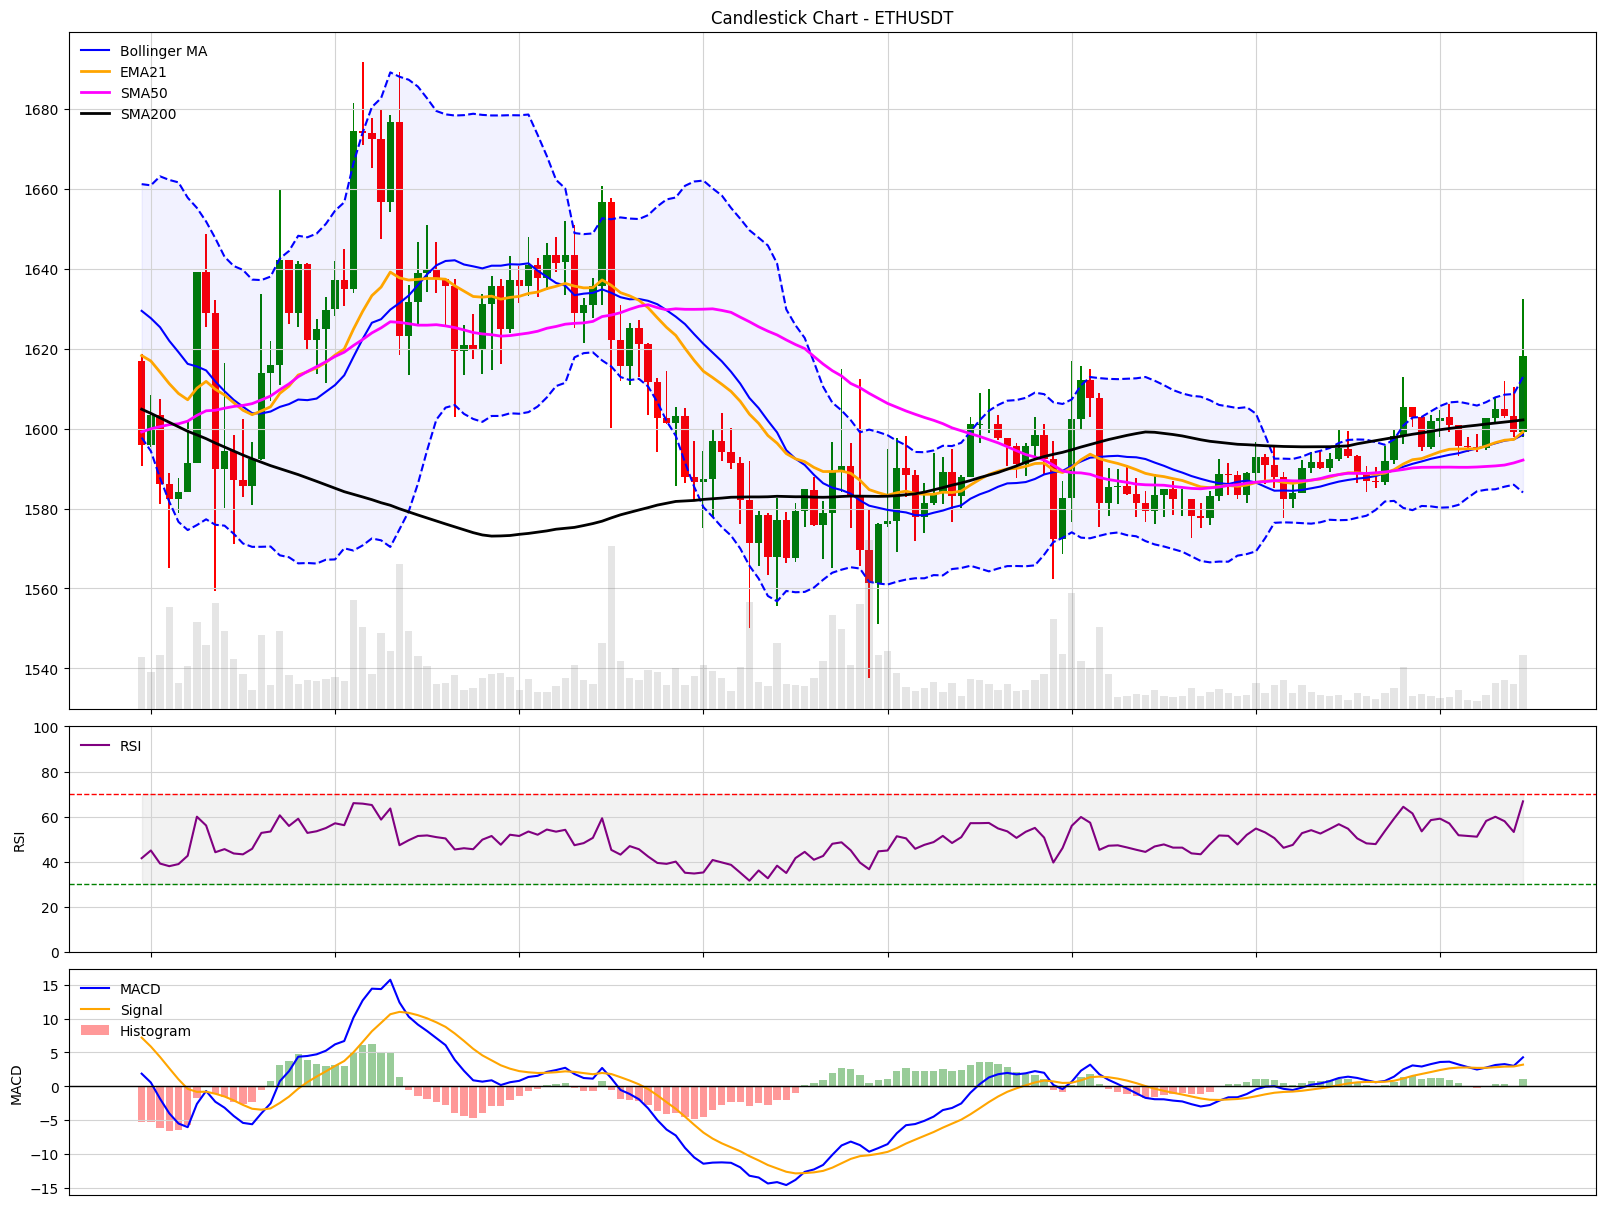 Candlestick Chart - ETHUSDT
Bollinger MA
EMA21
SMA50
SMA200
1680
1660
1640
1620
1600
1580
1560
1540
RSI
RSI
100
80
60
40
20
0
MACD
Signal
Histogram
MACD
15
10
5
0
−5
−10
−15